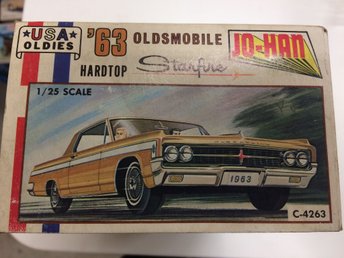 USA
OLDIES
'63 OLDSMOBILE
HARDTOP Starfire
JO-HAN
1/25 SCALE
1963
C-4263